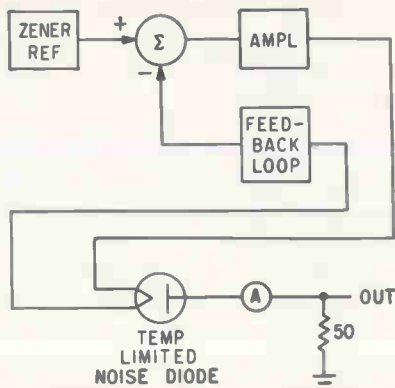 ZENER
REF
+
Σ
−
AMPL
FEED-
BACK
LOOP
A
OUT
50
TEMP
LIMITED
NOISE DIODE